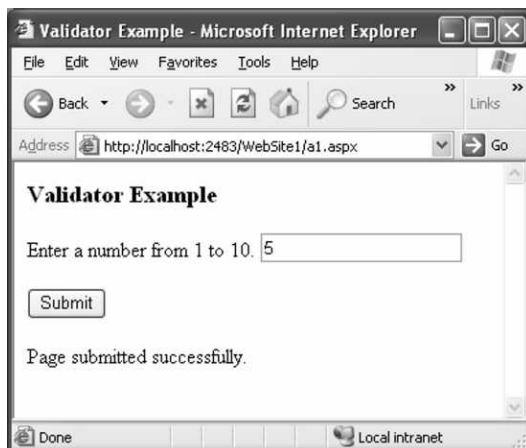 Validator Example - Microsoft Internet Explorer
File Edit View Favorites Tools Help
Back Search » Links »
Address http://localhost:2483/WebSite1/a1.aspx Go
Validator Example
Enter a number from 1 to 10. 5
Submit
Page submitted successfully.
Done Local intranet